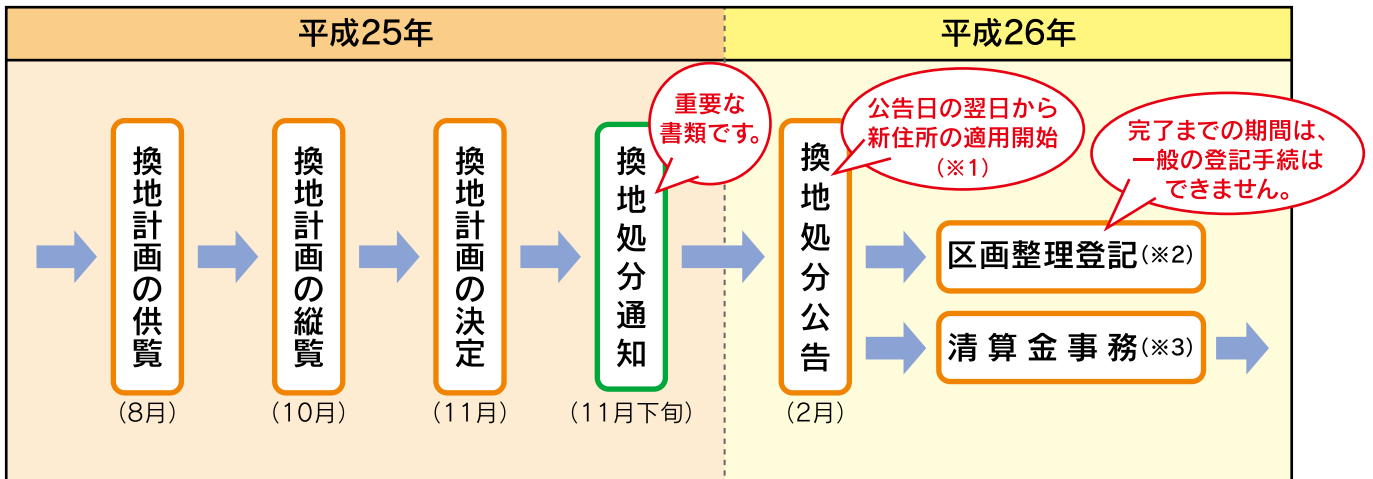 平成25年
平成26年
換地計画の供覧
(8月)
換地計画の縦覧
(10月)
換地計画の決定
(11月)
換地処分通知
(11月下旬)
重要な
書類です。
換地処分公告
(2月)
公告日の翌日から
新住所の適用開始
(※1)
区画整理登記(※2)
完了までの期間は、
一般の登記手続は
できません。
清算金事務(※3)